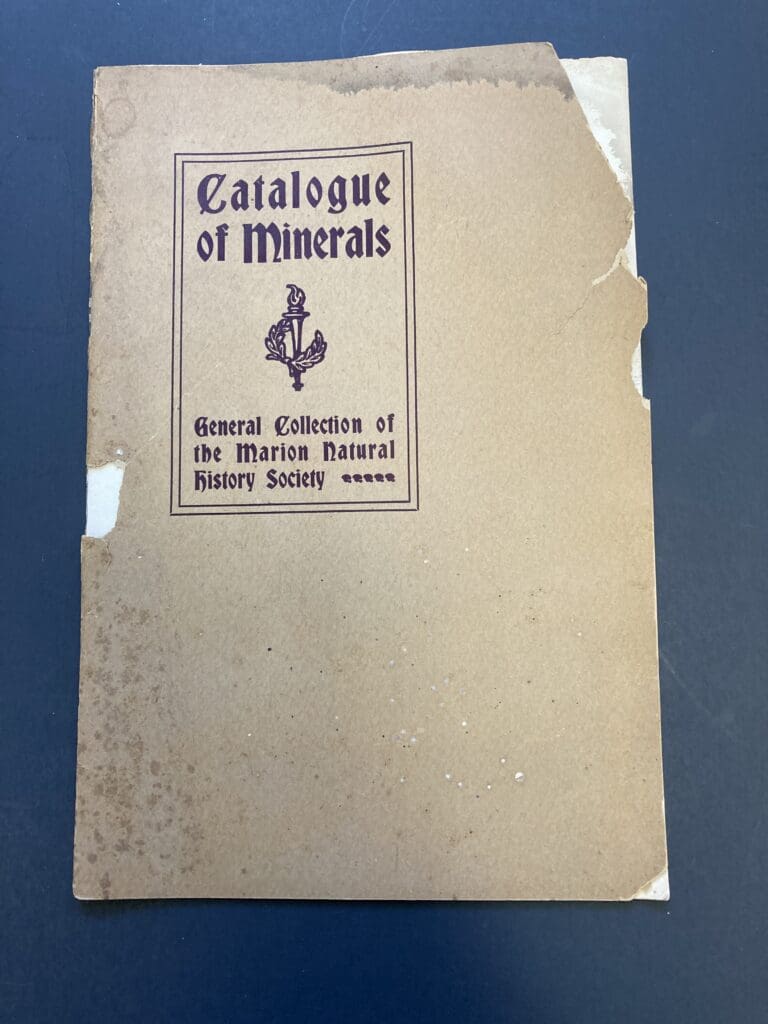 Catalogue
of Minerals
General Collection of
the Marion Natural
History Society